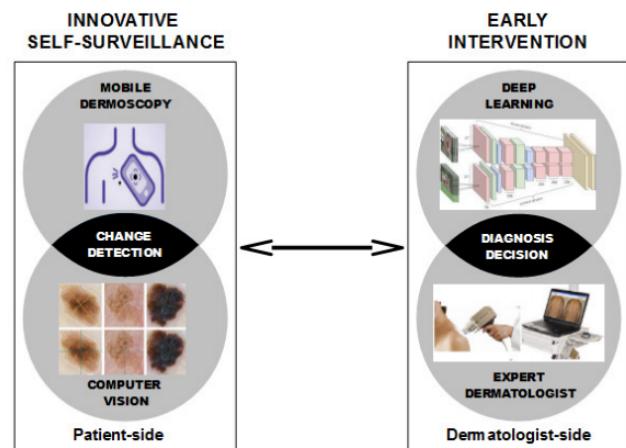 INNOVATIVE
SELF-SURVEILLANCE
MOBILE
DERMOSCOPY
CHANGE
DETECTION
COMPUTER
VISION
Patient-side
EARLY
INTERVENTION
DEEP
LEARNING
DIAGNOSIS
DECISION
EXPERT
DERMATOLOGIST
Dermatologist-side